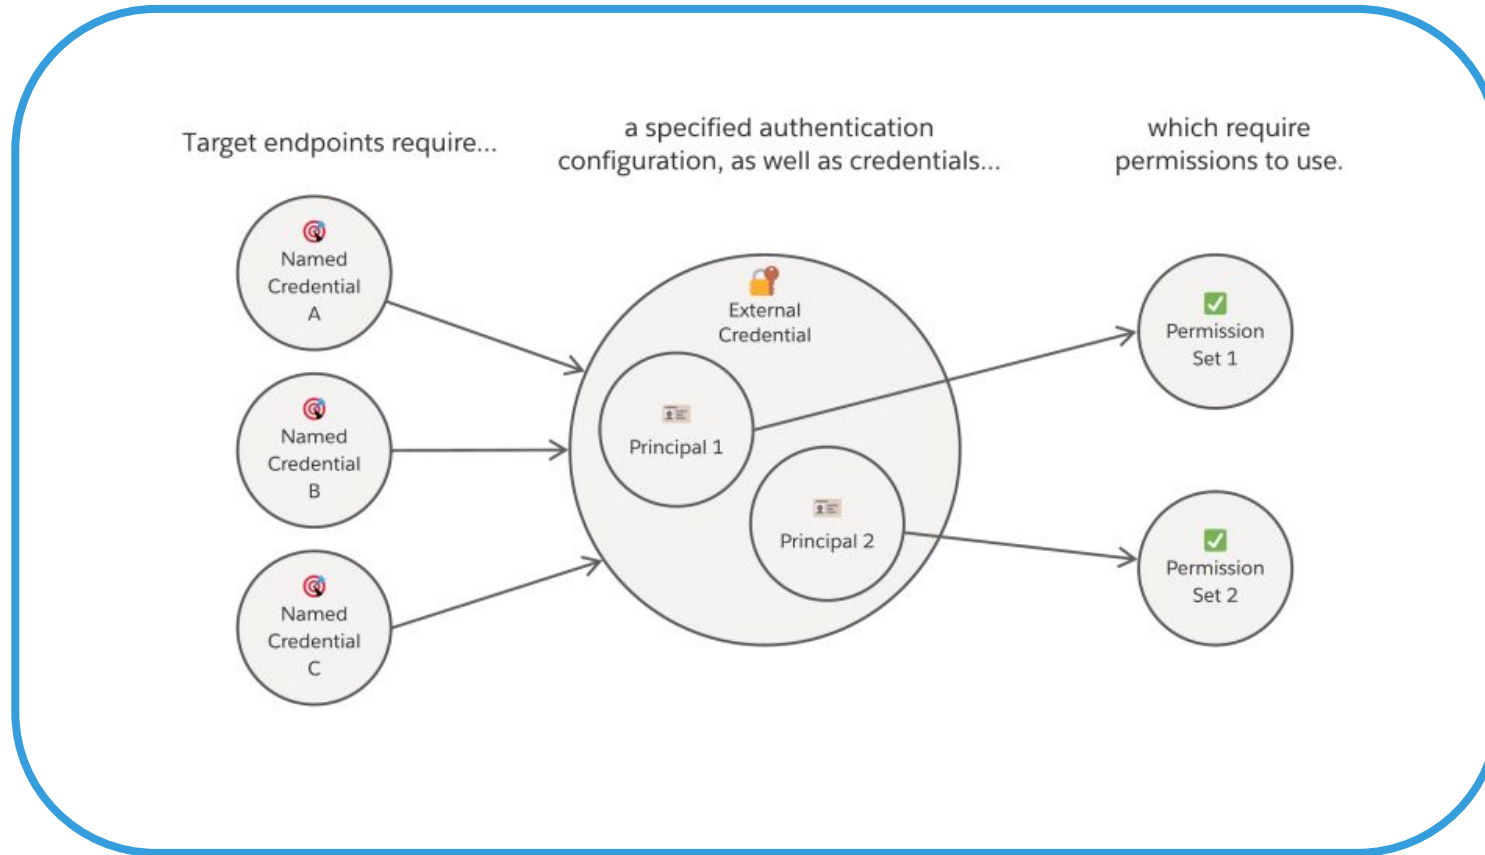 Target endpoints require...
a specified authentication
configuration, as well as credentials...
which require
permissions to use.
Named
Credential
A
Named
Credential
B
Named
Credential
C
External
Credential
Principal 1
Principal 2
Permission
Set 1
Permission
Set 2